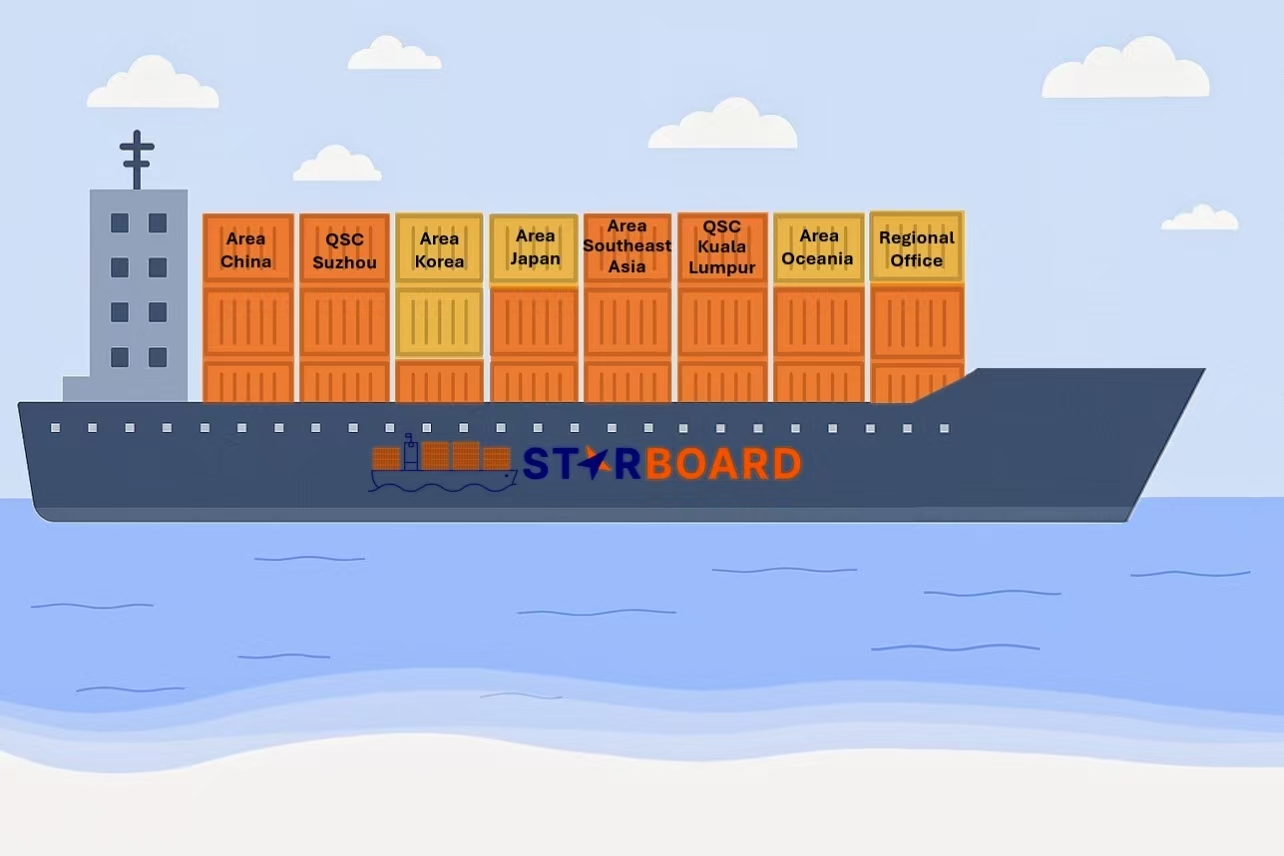 Area
China
QSC
Suzhou
Area
Korea
Area
Japan
Area
Southeast
Asia
QSC
Kuala
Lumpur
Area
Oceania
Regional
Office
STARBOARD